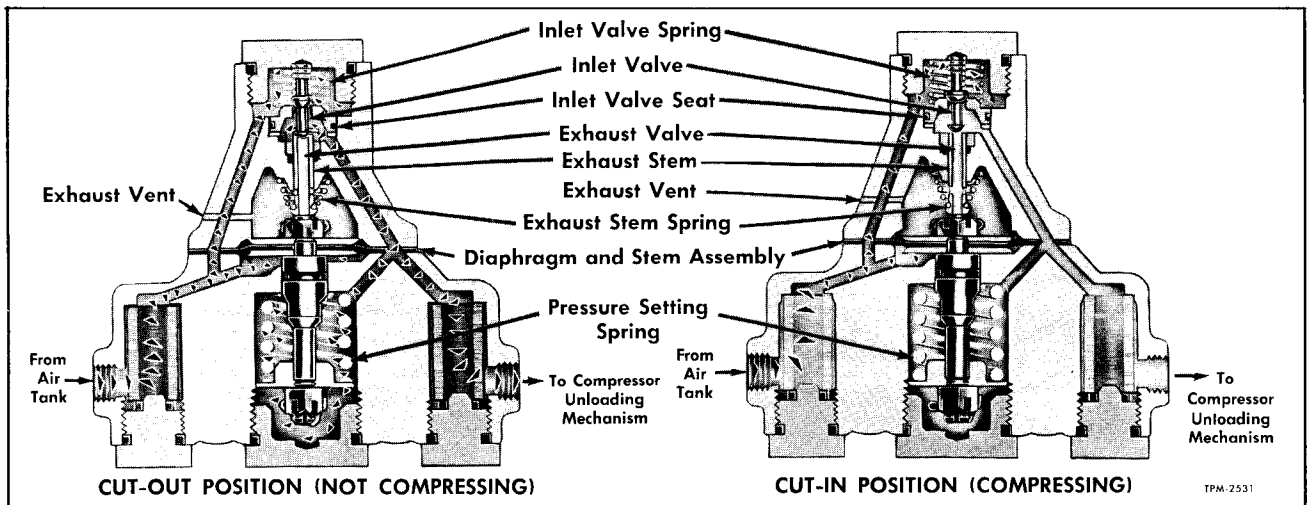 Inlet Valve Spring
Inlet Valve
Inlet Valve Seat
Exhaust Valve
Exhaust Stem
Exhaust Vent
Exhaust Vent
Exhaust Stem Spring
Diaphragm and Stem Assembly
Pressure Setting
Spring
From
Air
Tank
To Compressor
Unloading
Mechanism
From
Air
Tank
To
Compressor
Unloading
Mechanism
CUT-OUT POSITION (NOT COMPRESSING)
CUT-IN POSITION (COMPRESSING)
TPM-2531